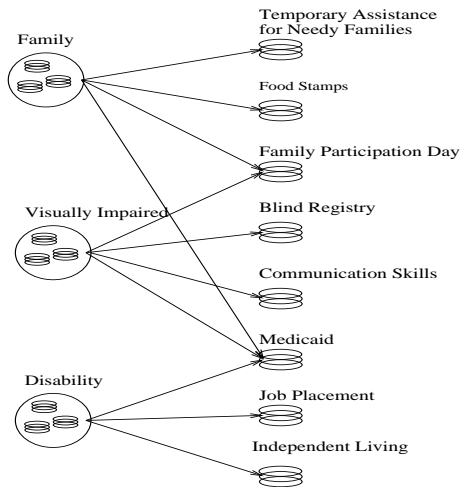 Temporary Assistance
for Needy Families
Family
Food Stamps
Family Participation Day
Visually Impaired
Blind Registry
Communication Skills
Medicaid
Disability
Job Placement
Independent Living